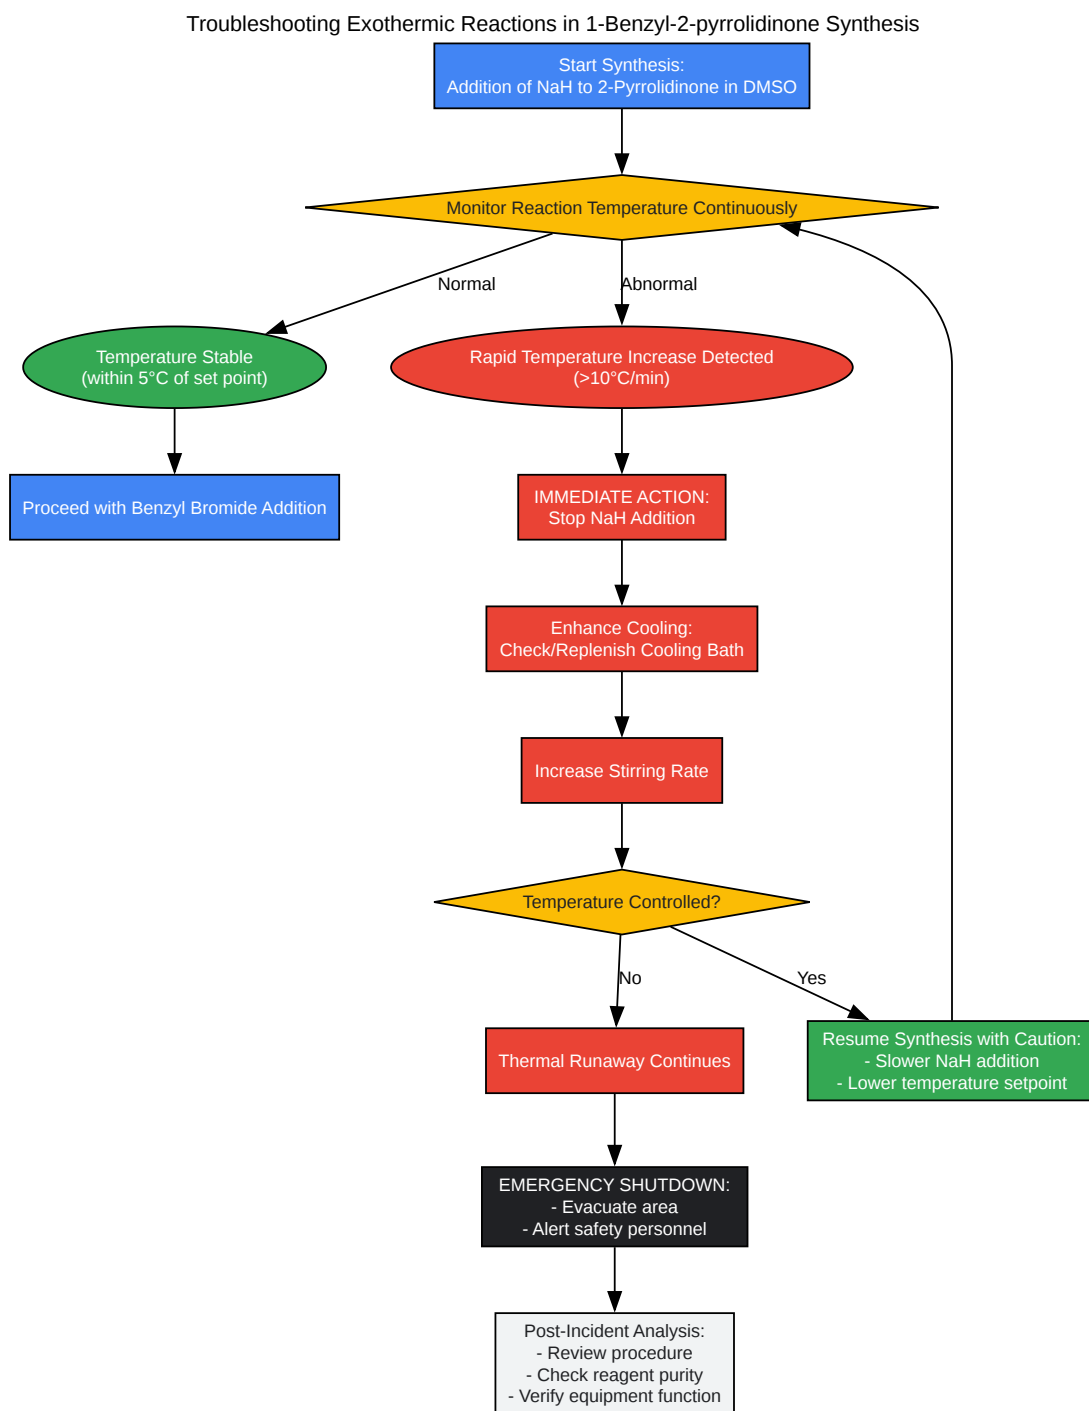 Troubleshooting Exothermic Reactions in 1-Benzyl-2-pyrrolidinone Synthesis
Start Synthesis:
Addition of NaH to 2-Pyrrolidinone in DMSO
Monitor Reaction Temperature Continuously
Normal
Abnormal
Temperature Stable
(within 5°C of set point)
Rapid Temperature Increase Detected
(>10°C/min)
Proceed with Benzyl Bromide Addition
IMMEDIATE ACTION:
Stop NaH Addition
Enhance Cooling:
Check/Replenish Cooling Bath
Increase Stirring Rate
Temperature Controlled?
No
Yes
Thermal Runaway Continues
Resume Synthesis with Caution:
- Slower NaH addition
- Lower temperature setpoint
EMERGENCY SHUTDOWN:
- Evacuate area
- Alert safety personnel
Post-Incident Analysis:
- Review procedure
- Check reagent purity
- Verify equipment function